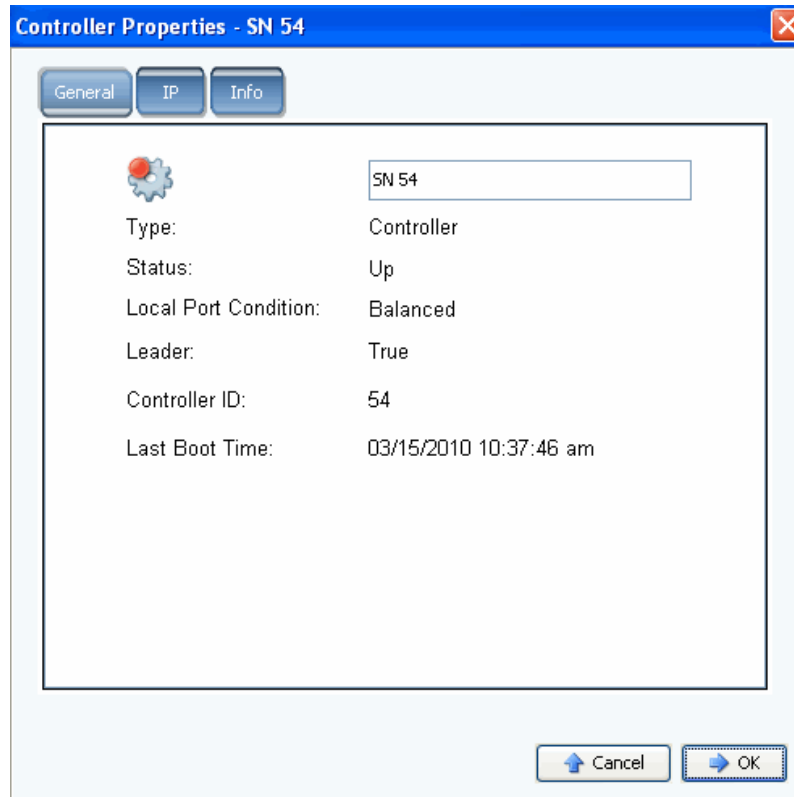 Controller Properties - SN 54
General IP Info
SN 54
Type: Controller
Status: Up
Local Port Condition: Balanced
Leader: True
Controller ID: 54
Last Boot Time: 03/15/2010 10:37:46 am
Cancel OK